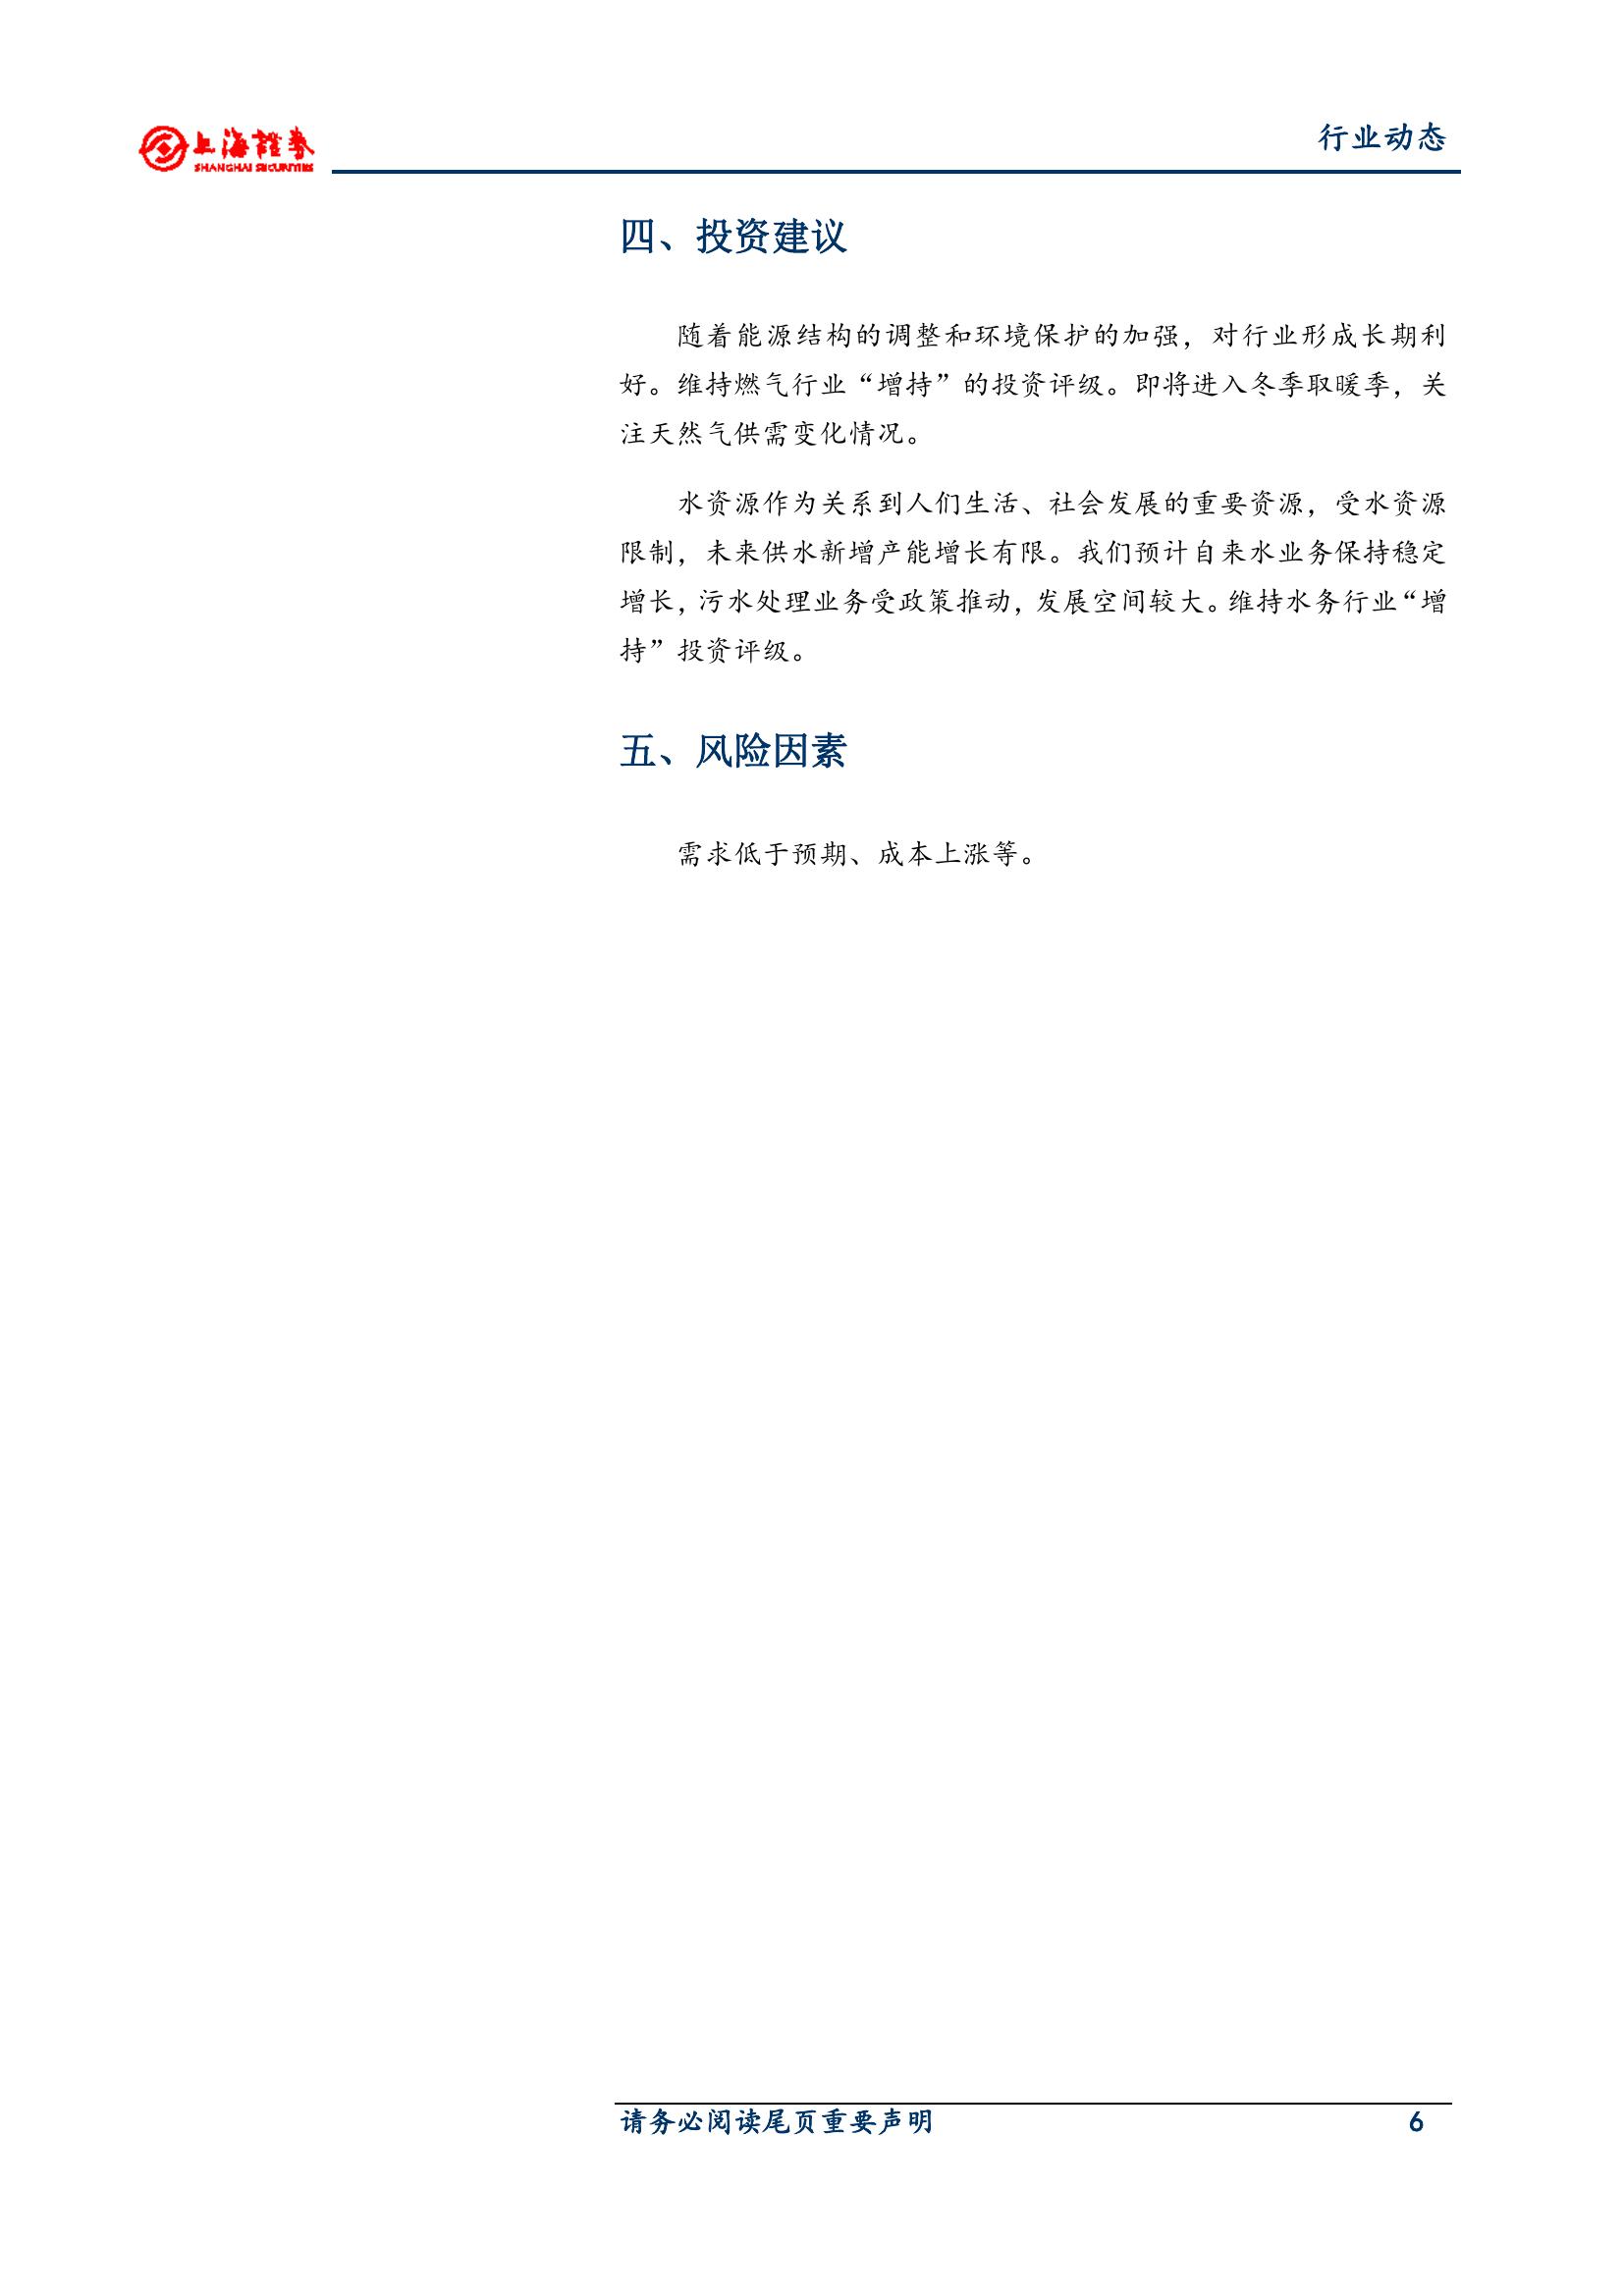 上海證券
SHANGHAI SECURITIES
行业动态
四、投资建议
随着能源结构的调整和环境保护的加强，对行业形成长期利
好。维持燃气行业“增持”的投资评级。即将进入冬季取暖季，关
注天然气供需变化情况。
水资源作为关系到人们生活、社会发展的重要资源，受水资源
限制，未来供水新增产能增长有限。我们预计自来水业务保持稳定
增长，污水处理业务受政策推动，发展空间较大。维持水务行业“增
持”投资评级。
五、风险因素
需求低于预期、成本上涨等。
请务必阅读尾页重要声明 6